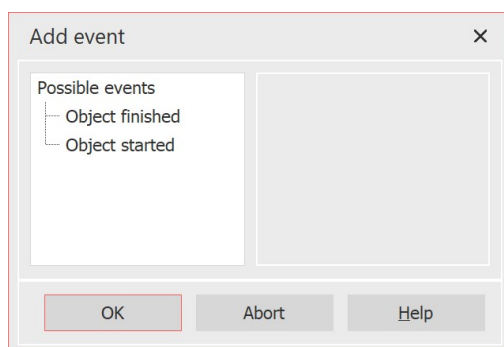 Add event
Possible events
Object finished
Object started
OK
Abort
Help